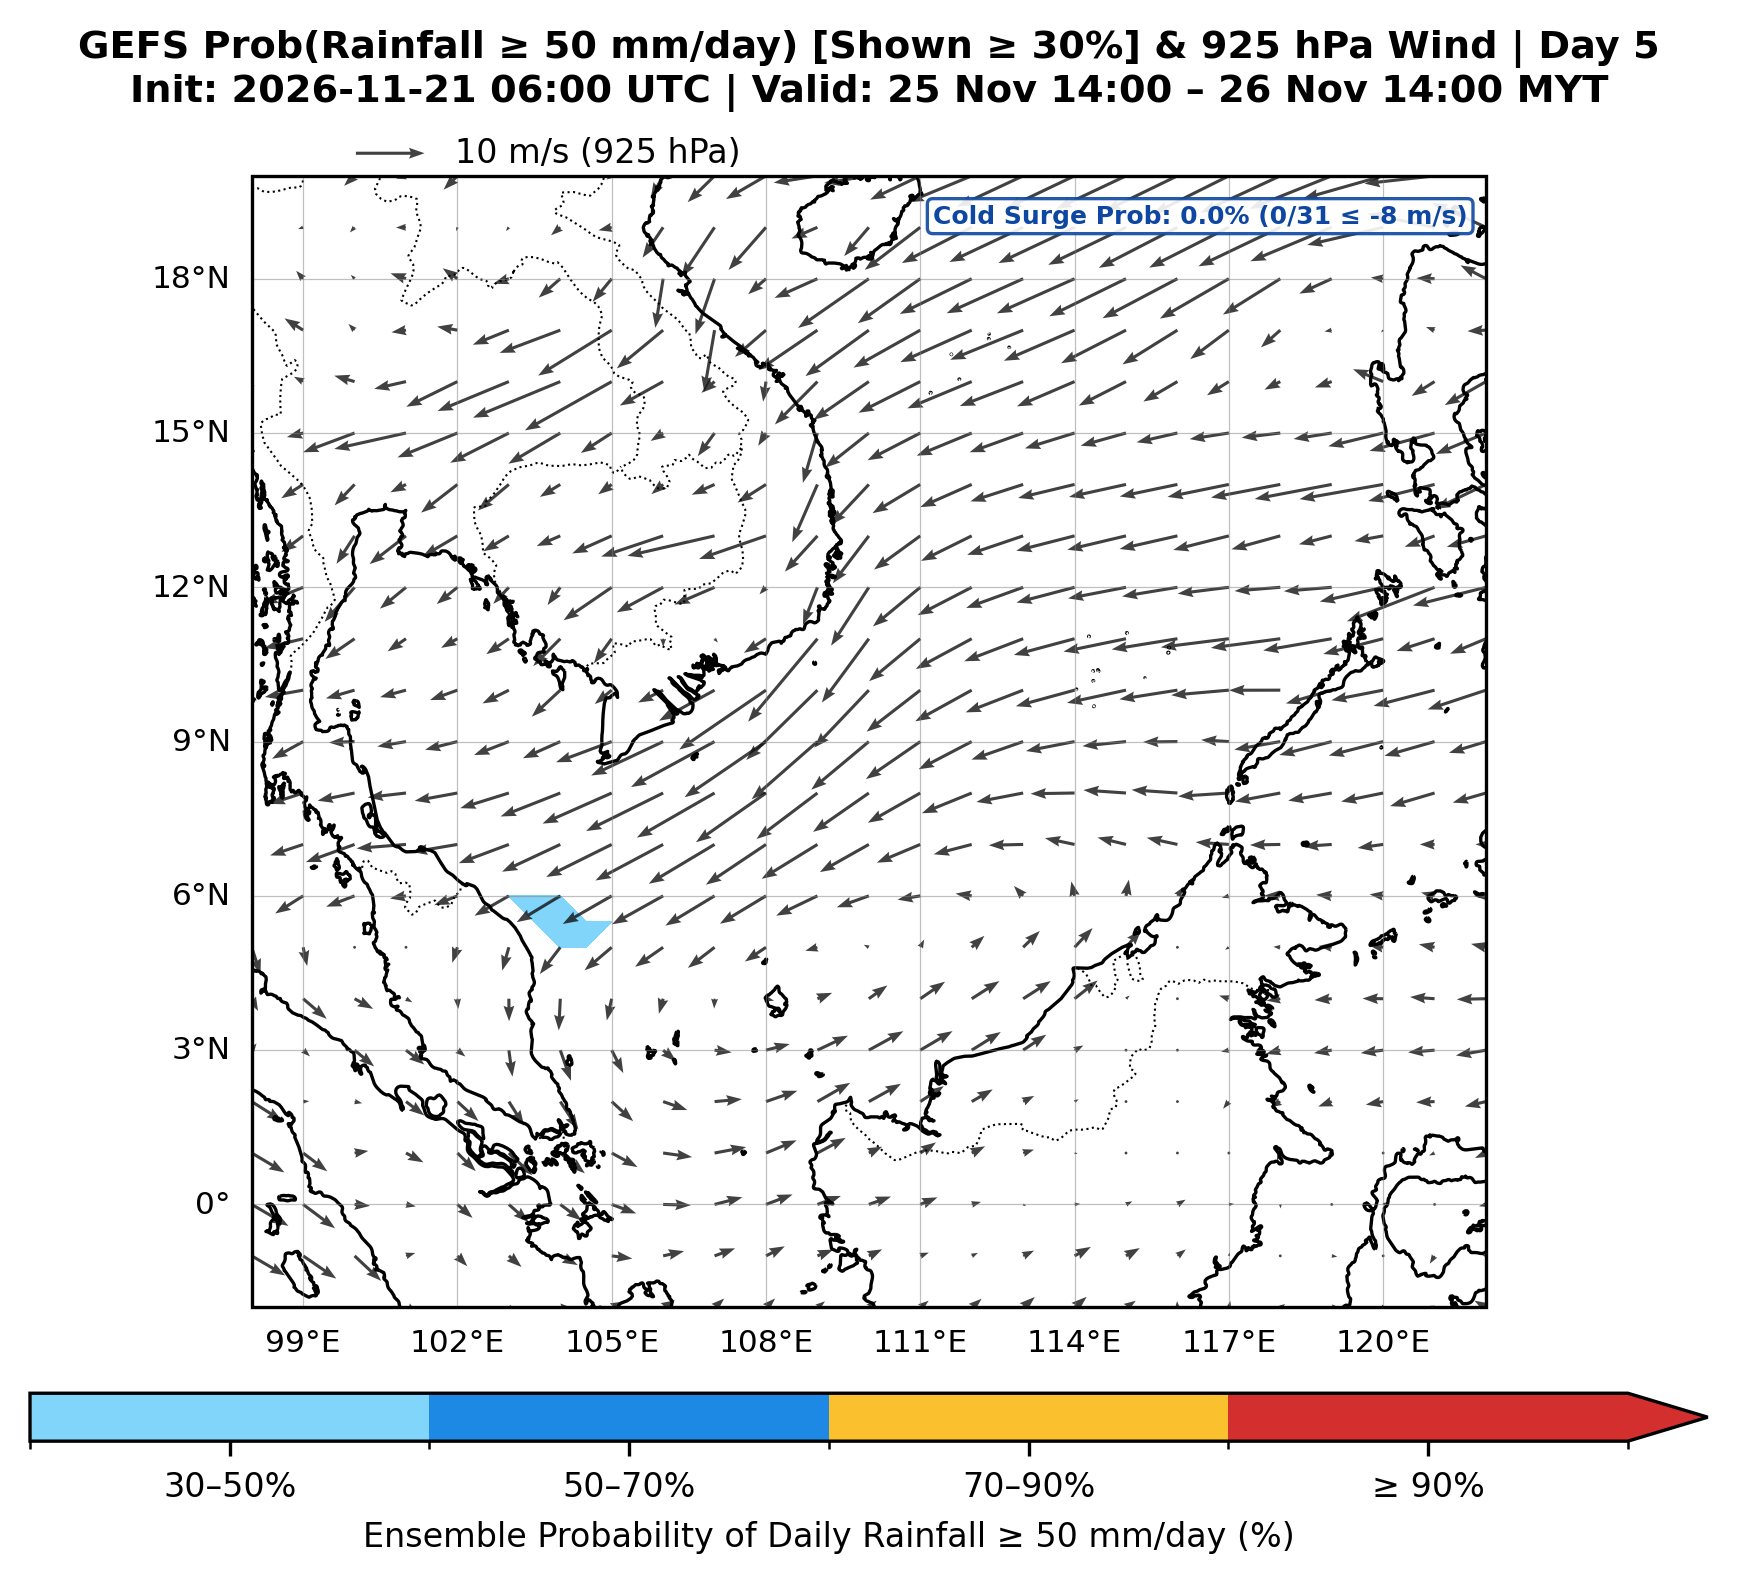 GEFS Prob(Rainfall ≥ 50 mm/day) [Shown ≥ 30%] & 925 hPa Wind | Day 5
Init: 2026-11-21 06:00 UTC | Valid: 25 Nov 14:00 – 26 Nov 14:00 MYT
10 m/s (925 hPa)
Cold Surge Prob: 0.0% (0/31 ≤ -8 m/s)
18°N
15°N
12°N
9°N
6°N
3°N
0°
99°E 102°E 105°E 108°E 111°E 114°E 117°E 120°E
30–50% 50–70% 70–90% ≥ 90%
Ensemble Probability of Daily Rainfall ≥ 50 mm/day (%)